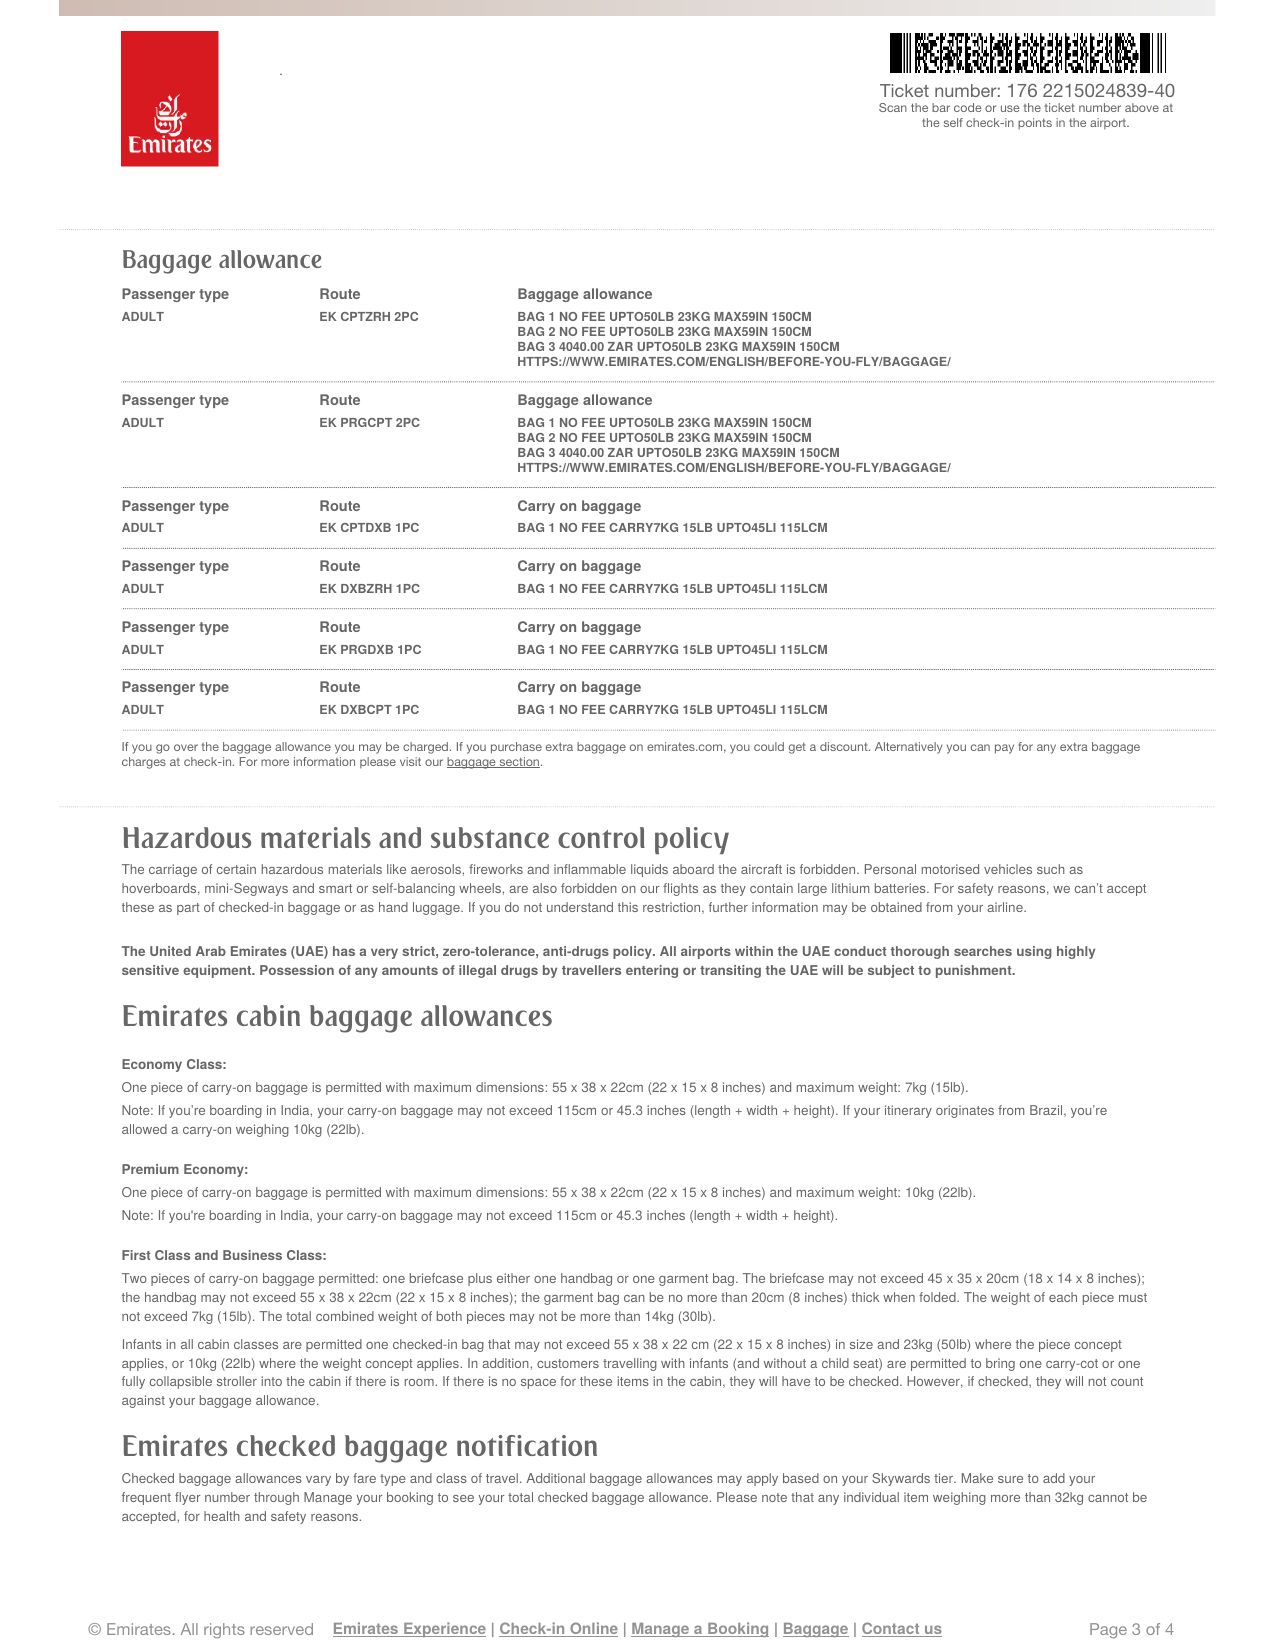 Emirates
Ticket number: 176 2215024839-40
Scan the bar code or use the ticket number above at
the self check-in points in the airport.
Baggage allowance
Passenger type Route Baggage allowance
ADULT EK CPTZRH 2PC BAG 1 NO FEE UPTO50LB 23KG MAX59IN 150CM
BAG 2 NO FEE UPTO50LB 23KG MAX59IN 150CM
BAG 3 4040.00 ZAR UPTO50LB 23KG MAX59IN 150CM
HTTPS://WWW.EMIRATES.COM/ENGLISH/BEFORE-YOU-FLY/BAGGAGE/
Passenger type Route Baggage allowance
ADULT EK PRGCPT 2PC BAG 1 NO FEE UPTO50LB 23KG MAX59IN 150CM
BAG 2 NO FEE UPTO50LB 23KG MAX59IN 150CM
BAG 3 4040.00 ZAR UPTO50LB 23KG MAX59IN 150CM
HTTPS://WWW.EMIRATES.COM/ENGLISH/BEFORE-YOU-FLY/BAGGAGE/
Passenger type Route Carry on baggage
ADULT EK CPTDXB 1PC BAG 1 NO FEE CARRY7KG 15LB UPTO45LI 115LCM
Passenger type Route Carry on baggage
ADULT EK DXBZRH 1PC BAG 1 NO FEE CARRY7KG 15LB UPTO45LI 115LCM
Passenger type Route Carry on baggage
ADULT EK PRGDXB 1PC BAG 1 NO FEE CARRY7KG 15LB UPTO45LI 115LCM
Passenger type Route Carry on baggage
ADULT EK DXBCPT 1PC BAG 1 NO FEE CARRY7KG 15LB UPTO45LI 115LCM
If you go over the baggage allowance you may be charged. If you purchase extra baggage on emirates.com, you could get a discount. Alternatively you can pay for any extra baggage
charges at check-in. For more information please visit our baggage section.
Hazardous materials and substance control policy
The carriage of certain hazardous materials like aerosols, fireworks and inflammable liquids aboard the aircraft is forbidden. Personal motorised vehicles such as
hoverboards, mini-Segways and smart or self-balancing wheels, are also forbidden on our flights as they contain large lithium batteries. For safety reasons, we can't accept
these as part of checked-in baggage or as hand luggage. If you do not understand this restriction, further information may be obtained from your airline.
The United Arab Emirates (UAE) has a very strict, zero-tolerance, anti-drugs policy. All airports within the UAE conduct thorough searches using highly
sensitive equipment. Possession of any amounts of illegal drugs by travellers entering or transiting the UAE will be subject to punishment.
Emirates cabin baggage allowances
Economy Class:
One piece of carry-on baggage is permitted with maximum dimensions: 55 x 38 x 22cm (22 x 15 x 8 inches) and maximum weight: 7kg (15lb).
Note: If you're boarding in India, your carry-on baggage may not exceed 115cm or 45.3 inches (length + width + height). If your itinerary originates from Brazil, you're
allowed a carry-on weighing 10kg (22lb).
Premium Economy:
One piece of carry-on baggage is permitted with maximum dimensions: 55 x 38 x 22cm (22 x 15 x 8 inches) and maximum weight: 10kg (22lb).
Note: If you're boarding in India, your carry-on baggage may not exceed 115cm or 45.3 inches (length + width + height).
First Class and Business Class:
Two pieces of carry-on baggage permitted: one briefcase plus either one handbag or one garment bag. The briefcase may not exceed 45 x 35 x 20cm (18 x 14 x 8 inches);
the handbag may not exceed 55 x 38 x 22cm (22 x 15 x 8 inches); the garment bag can be no more than 20cm (8 inches) thick when folded. The weight of each piece must
not exceed 7kg (15lb). The total combined weight of both pieces may not be more than 14kg (30lb).
Infants in all cabin classes are permitted one checked-in bag that may not exceed 55 x 38 x 22 cm (22 x 15 x 8 inches) in size and 23kg (50lb) where the piece concept
applies, or 10kg (22lb) where the weight concept applies. In addition, customers travelling with infants (and without a child seat) are permitted to bring one carry-cot or one
fully collapsible stroller into the cabin if there is room. If there is no space for these items in the cabin, they will have to be checked. However, if checked, they will not count
against your baggage allowance.
Emirates checked baggage notification
Checked baggage allowances vary by fare type and class of travel. Additional baggage allowances may apply based on your Skywards tier. Make sure to add your
frequent flyer number through Manage your booking to see your total checked baggage allowance. Please note that any individual item weighing more than 32kg cannot be
accepted, for health and safety reasons.
© Emirates. All rights reserved Emirates Experience | Check-in Online | Manage a Booking | Baggage | Contact us Page 3 of 4